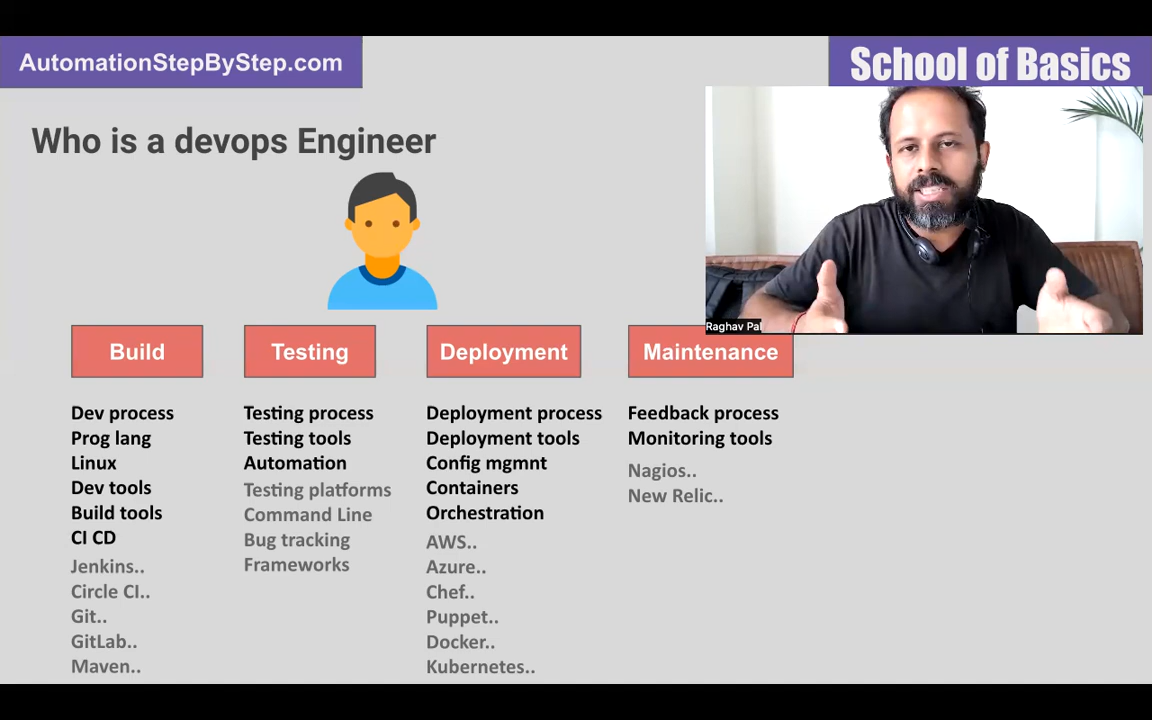 AutomationStepByStep.com
School of Basics
Who is a devops Engineer
Raghav Pal
Build
Dev process
Prog lang
Linux
Dev tools
Build tools
CI CD
Jenkins..
Circle CI..
Git..
GitLab..
Maven..
Testing
Testing process
Testing tools
Automation
Testing platforms
Command Line
Bug tracking
Frameworks
Deployment
Deployment process
Deployment tools
Config mgmnt
Containers
Orchestration
AWS..
Azure..
Chef..
Puppet..
Docker..
Kubernetes..
Maintenance
Feedback process
Monitoring tools
Nagios..
New Relic..